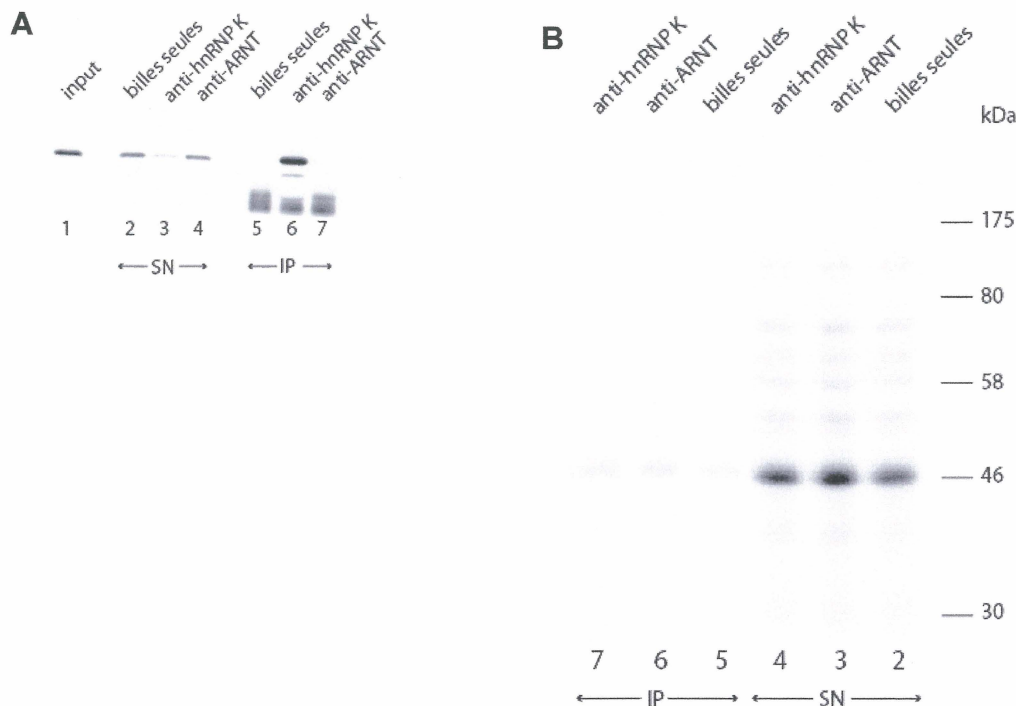 A
input
billes seules
anti-hnRNP K
anti-ARNT
billes seules
anti-hnRNP K
anti-ARNT
1 2 3 4 5 6 7
SN IP
B
anti-hnRNP K
anti-ARNT
billes seules
anti-hnRNP K
anti-ARNT
billes seules
kDa
175
80
58
46
30
7 6 5 4 3 2
IP SN